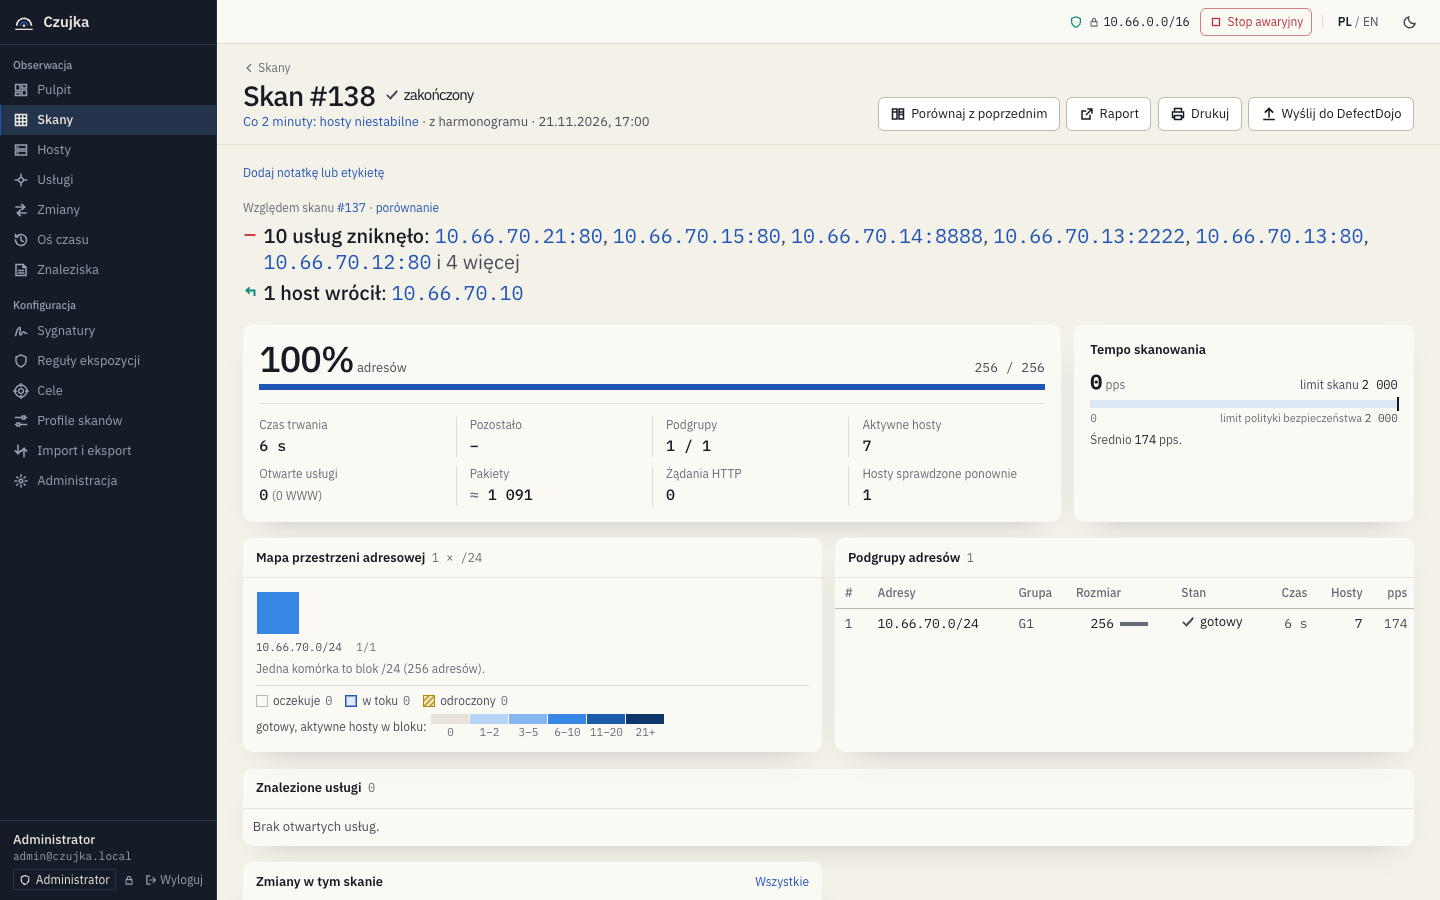 Czujka
10.66.0.0/16
Stop awaryjny
PL / EN
Obserwacja
Pulpit
Skany
Hosty
Usługi
Zmiany
Oś czasu
Znaleziska
Konfiguracja
Sygnatury
Reguły ekspozycji
Cele
Profile skanów
Import i eksport
Administracja
Administrator
admin@czujka.local
Administrator
Wyloguj
Skany
Skan #138 zakończony
Co 2 minuty: hosty niestabilne · z harmonogramu · 21.11.2026, 17:00
Porównaj z poprzednim
Raport
Drukuj
Wyślij do DefectDojo
Dodaj notatkę lub etykietę
Względem skanu #137 · porównanie
10 usług zniknęło: 10.66.70.21:80, 10.66.70.15:80, 10.66.70.14:8888, 10.66.70.13:2222, 10.66.70.13:80,
10.66.70.12:80 i 4 więcej
1 host wrócił: 10.66.70.10
100% adresów 256 / 256
Czas trwania Pozostało Podgrupy Aktywne hosty
6 s – 1 / 1 7
Otwarte usługi Pakiety Żądania HTTP Hosty sprawdzone ponownie
0 (0 WWW) ≈ 1 091 0 1
Tempo skanowania
0 pps limit skanu 2 000
0 limit polityki bezpieczeństwa 2 000
Średnio 174 pps.
Mapa przestrzeni adresowej 1 × /24
10.66.70.0/24 1/1
Jedna komórka to blok /24 (256 adresów).
oczekuje 0 w toku 0 odroczony 0
gotowy, aktywne hosty w bloku:
0 1–2 3–5 6–10 11–20 21+
Podgrupy adresów 1
# Adresy Grupa Rozmiar Stan Czas Hosty pps
1 10.66.70.0/24 G1 256 gotowy 6 s 7 174
Znalezione usługi 0
Brak otwartych usług.
Zmiany w tym skanie Wszystkie